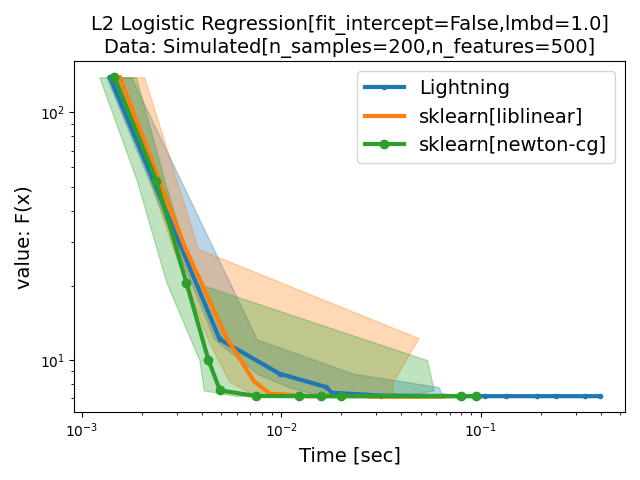 L2 Logistic Regression[fit_intercept=False,lmbd=1.0]
Data: Simulated[n_samples=200,n_features=500]
Lightning
sklearn[liblinear]
sklearn[newton-cg]
value: F(x)
10²
10¹
10⁻³
10⁻²
10⁻¹
Time [sec]